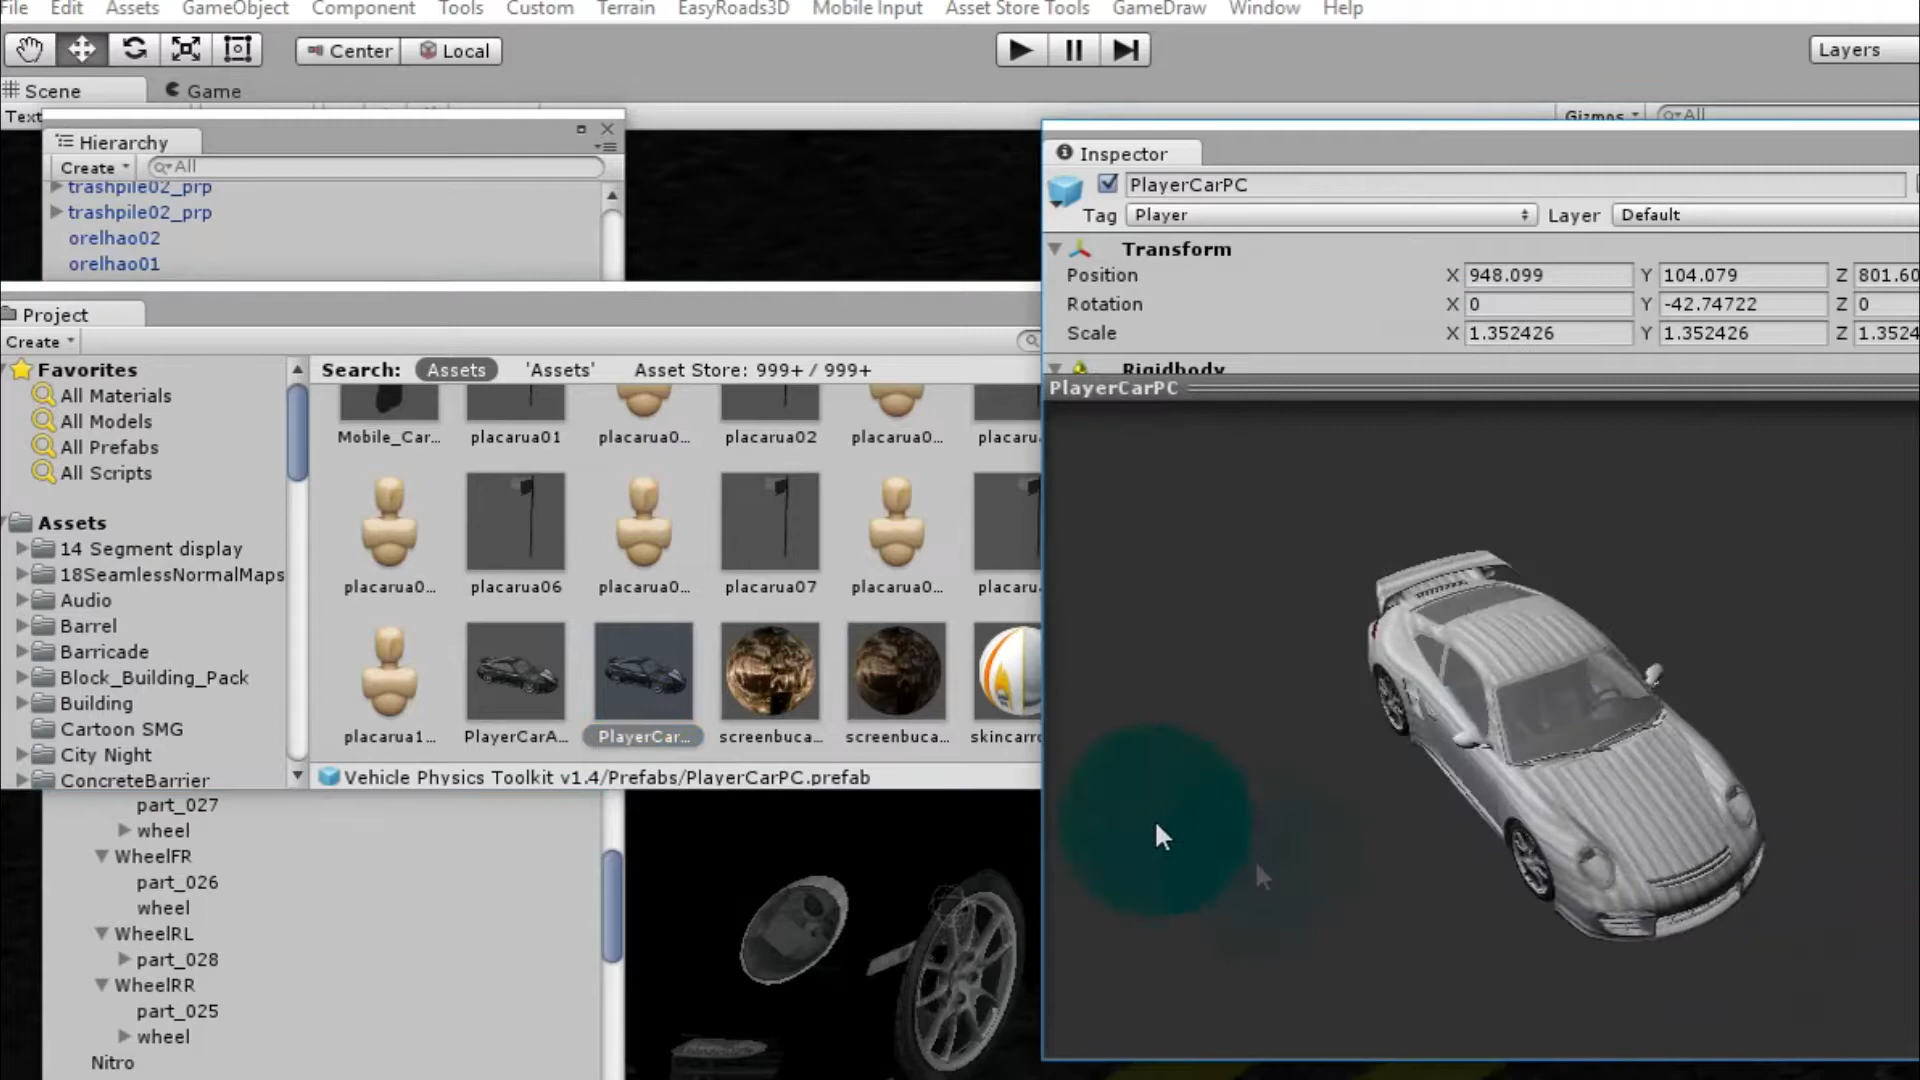 File Edit Assets GameObject Component Tools Custom Terrain EasyRoads3D Mobile Input Asset Store Tools GameDraw Window Help
Center Local Layers
Scene Game
Text Gizmos All
Hierarchy
Create All
trashpile02_prp
trashpile02_prp
orelhao02
orelhao01
Project
Create
Favorites
All Materials
All Models
All Prefabs
All Scripts
Assets
14 Segment display
18SeamlessNormalMaps
Audio
Barrel
Barricade
Block_Building_Pack
Building
Cartoon SMG
City Night
ConcreteBarrier
Search: Assets 'Assets' Asset Store: 999+ / 999+
Mobile_Car... placarua01 placarua0... placarua02 placarua0... placaru
placarua0... placarua06 placarua0... placarua07 placarua0... placaru
placarua1... PlayerCarA... PlayerCar... screenbuca... screenbuca... skincarro
Vehicle Physics Toolkit v1.4/Prefabs/PlayerCarPC.prefab
part_027
wheel
WheelFR
part_026
wheel
WheelRL
part_028
WheelRR
part_025
wheel
Nitro
Inspector
PlayerCarPC
Tag Player Layer Default
Transform
Position X 948.099 Y 104.079 Z 801.60
Rotation X 0 Y -42.74722 Z 0
Scale X 1.352426 Y 1.352426 Z 1.3524
Rigidbody
PlayerCarPC